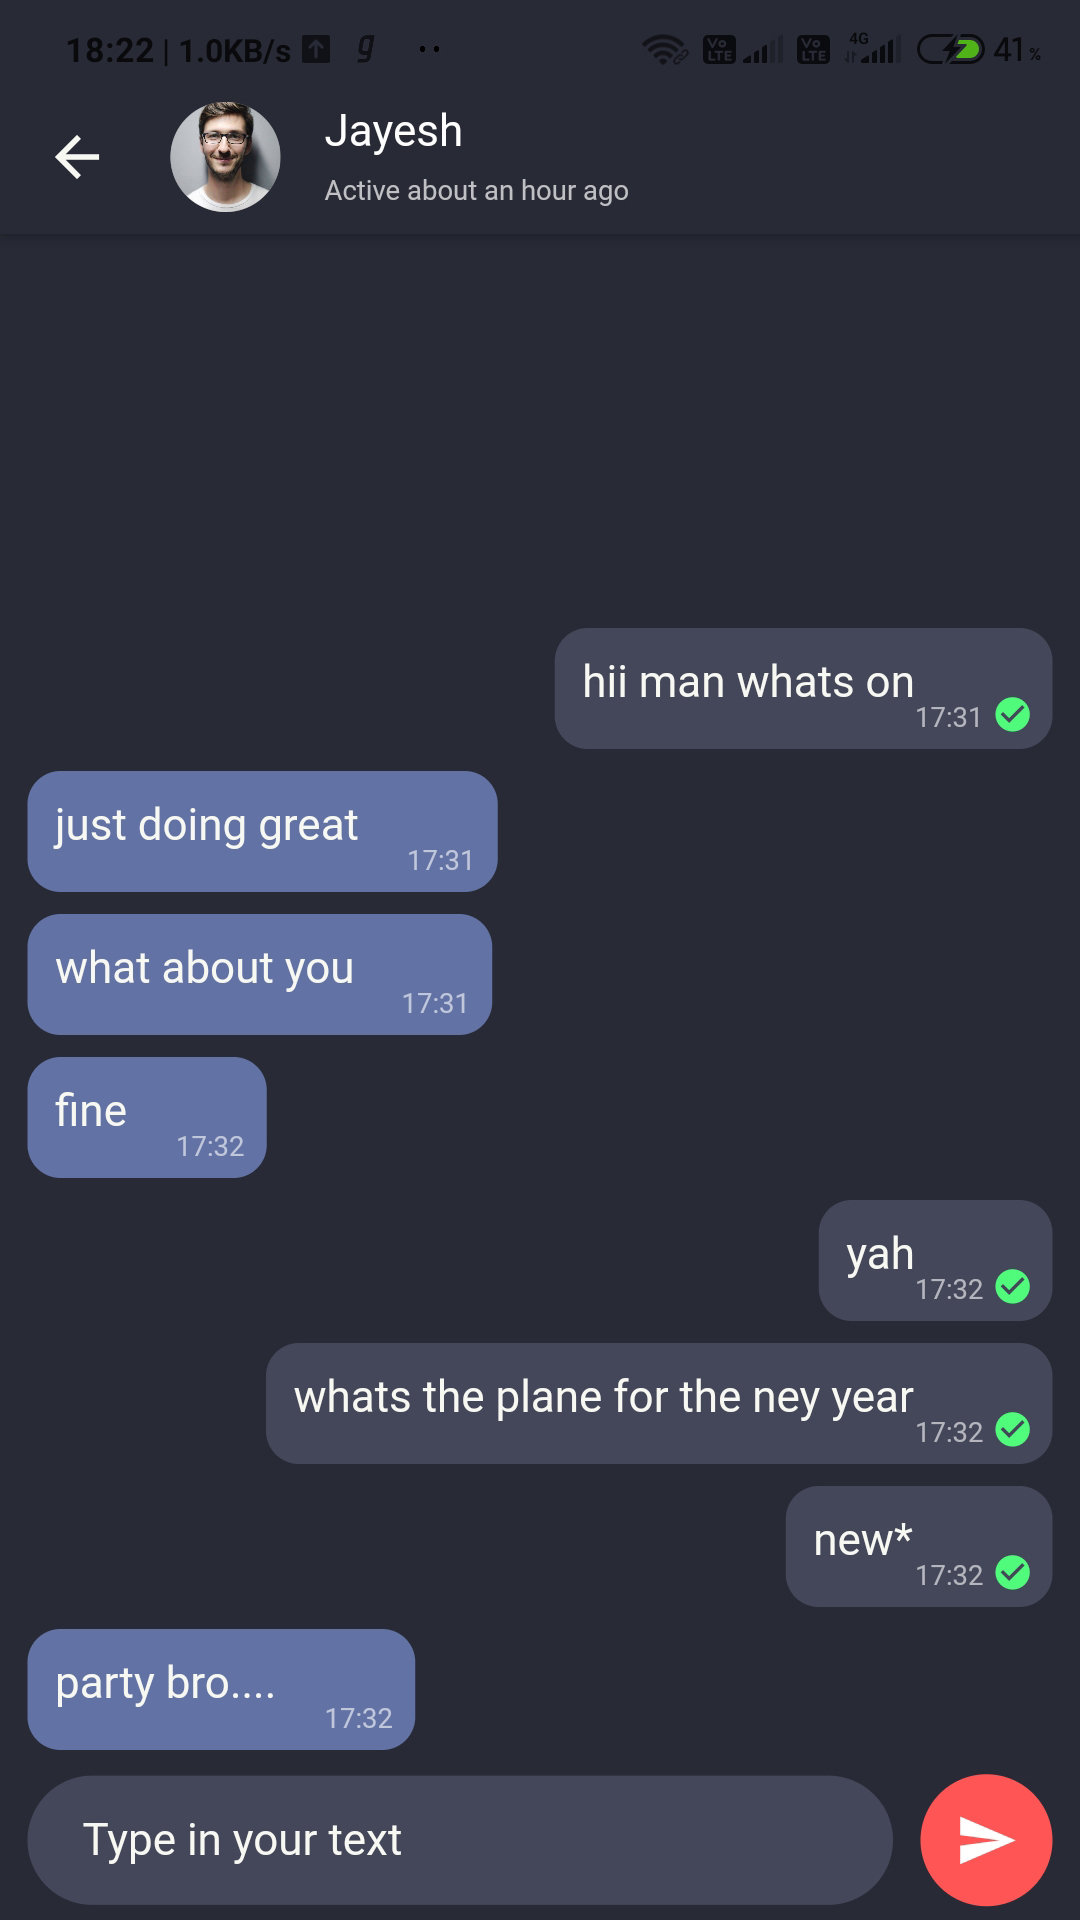 18:22 | 1.0KB/s g
Vo LTE Vo LTE 4G 41%
Jayesh
Active about an hour ago
hii man whats on
17:31
just doing great
17:31
what about you
17:31
fine
17:32
yah
17:32
whats the plane for the ney year
17:32
new*
17:32
party bro....
17:32
Type in your text